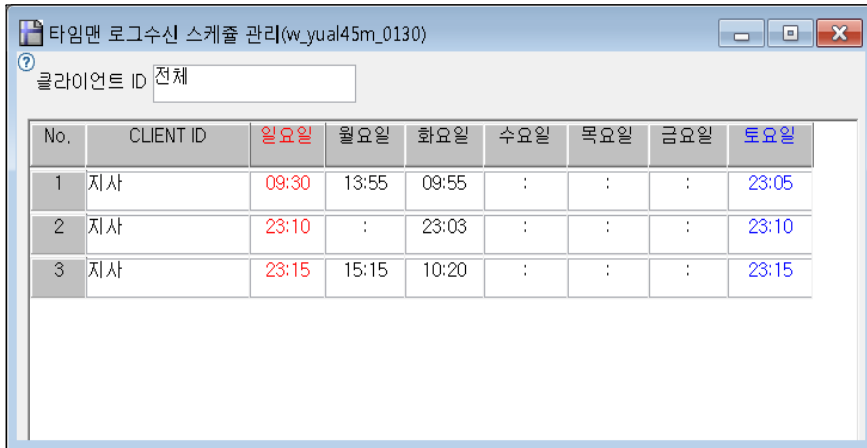 타임맨 로그수신 스케쥴 관리(w_yual45m_0130)
?
클라이언트 ID 전체
No. CLIENT ID 일요일 월요일 화요일 수요일 목요일 금요일 토요일
1 지사 09:30 13:55 09:55 : : : 23:05
2 지사 23:10 : 23:03 : : : 23:10
3 지사 23:15 15:15 10:20 : : : 23:15